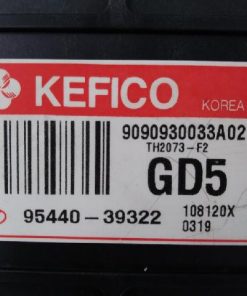 KEFICO
KOREA
9090930033A02
TH2073-F2
GD5
95440-39322
108120X
0319